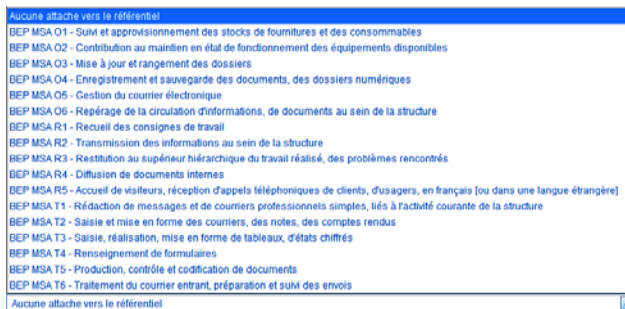 Aucune attache vers le référentiel
BEP MSA O1 - Suivi et approvisionnement des stocks de fournitures et des consommables
BEP MSA O2 - Contribution au maintien en état de fonctionnement des équipements disponibles
BEP MSA O3 - Mise à jour et rangement des dossiers
BEP MSA O4 - Enregistrement et sauvegarde des documents, des dossiers numériques
BEP MSA O5 - Gestion du courrier électronique
BEP MSA O6 - Repérage de la circulation d'informations, de documents au sein de la structure
BEP MSA R1 - Recueil des consignes de travail
BEP MSA R2 - Transmission des informations au sein de la structure
BEP MSA R3 - Restitution au supérieur hiérarchique du travail réalisé, des problèmes rencontrés
BEP MSA R4 - Diffusion de documents internes
BEP MSA R5 - Accueil de visiteurs, réception d'appels téléphoniques de clients, d'usagers, en français [ou dans une langue étrangère]
BEP MSA T1 - Rédaction de messages et de courriers professionnels simples, liés à l'activité courante de la structure
BEP MSA T2 - Saisie et mise en forme des courriers, des notes, des comptes rendus
BEP MSA T3 - Saisie, réalisation, mise en forme de tableaux, d'états chiffrés
BEP MSA T4 - Renseignement de formulaires
BEP MSA T5 - Production, contrôle et codification de documents
BEP MSA T6 - Traitement du courrier entrant, préparation et suivi des envois
Aucune attache vers le référentiel